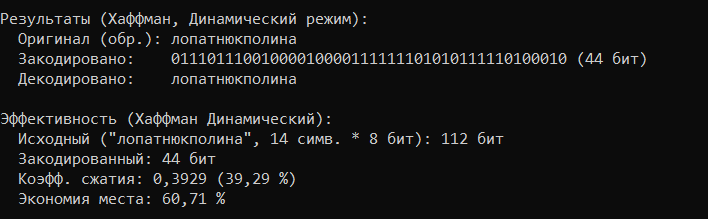 Результаты (Хаффман, Динамический режим):
Оригинал (обр.): лопатнюкполина
Закодировано: 01110111001000010000111111101010111110100010 (44 бит)
Декодировано: лопатнюкполина
Эффективность (Хаффман Динамический):
Исходный ("лопатнюкполина", 14 симв. * 8 бит): 112 бит
Закодированный: 44 бит
Коэфф. сжатия: 0,3929 (39,29 %)
Экономия места: 60,71 %